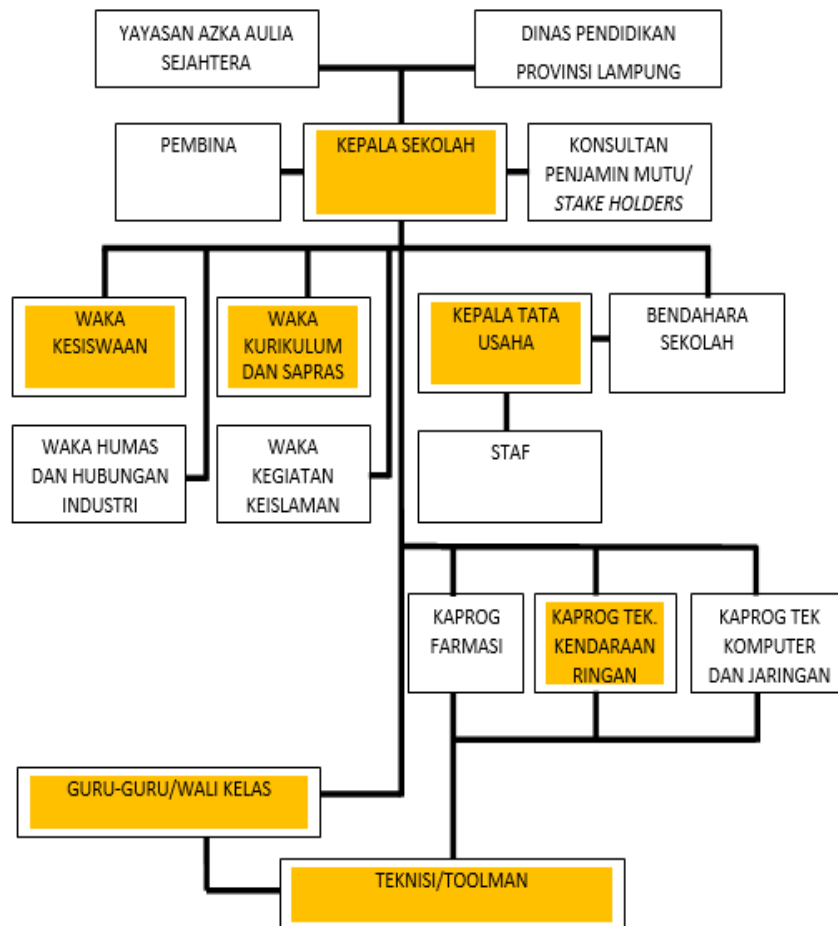 YAYASAN AZKA AULIA
SEJAHTERA
DINAS PENDIDIKAN
PROVINSI LAMPUNG
PEMBINA
KEPALA SEKOLAH
KONSULTAN
PENJAMIN MUTU/
STAKE HOLDERS
WAKA
KESISWAAN
WAKA
KURIKULUM
DAN SAPRAS
KEPALA TATA
USAHA
BENDAHARA
SEKOLAH
WAKA HUMAS
DAN HUBUNGAN
INDUSTRI
WAKA
KEGIATAN
KEISLAMAN
STAF
KAPROG
FARMASI
KAPROG TEK.
KENDARAAN
RINGAN
KAPROG TEK
KOMPUTER
DAN JARINGAN
GURU-GURU/WALI KELAS
TEKNISI/TOOLMAN